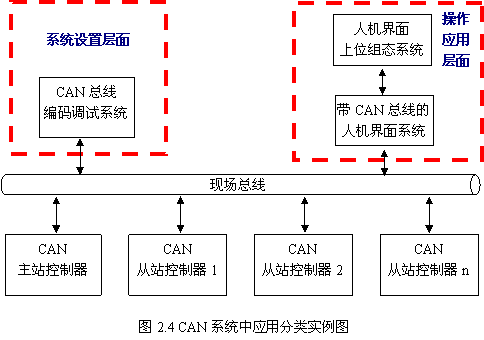 系统设置层面
CAN 总线
编码调试系统
人机界面
上位组态系统
操作
应用
层面
带 CAN 总线的
人机界面系统
现场总线
CAN
主站控制器
CAN
从站控制器 1
CAN
从站控制器 2
CAN
从站控制器 n
图 2.4 CAN 系统中应用分类实例图